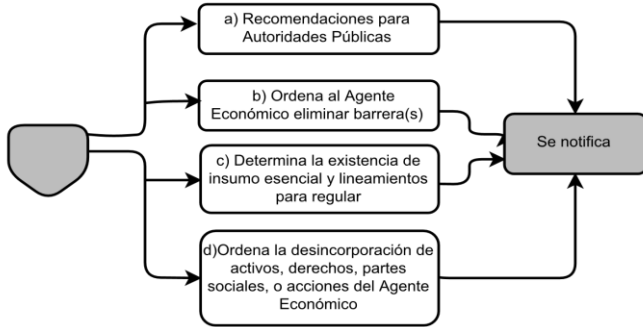 a) Recomendaciones para
Autoridades Públicas
b) Ordena al Agente
Económico eliminar barrera(s)
Se notifica
c) Determina la existencia de
insumo esencial y lineamientos
para regular
d)Ordena la desincorporación de
activos, derechos, partes
sociales, o acciones del Agente
Económico